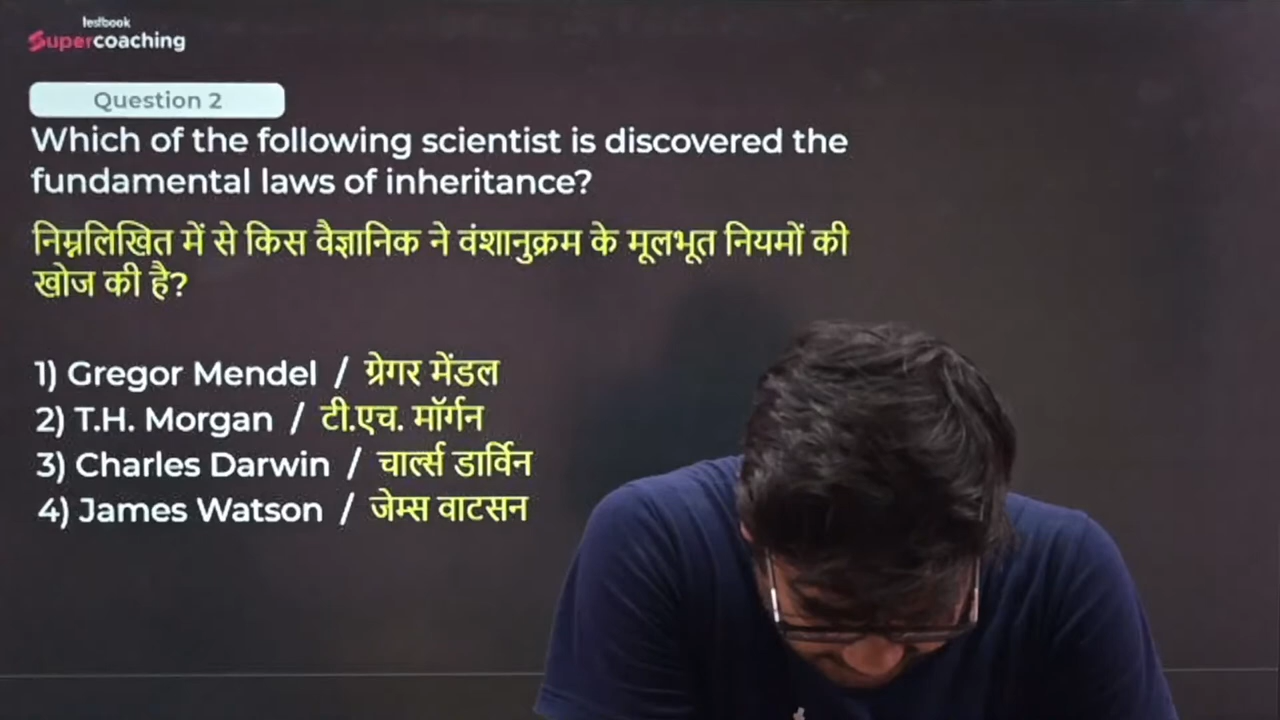 testbook
Supercoaching
Question 2
Which of the following scientist is discovered the
fundamental laws of inheritance?
निम्नलिखित में से किस वैज्ञानिक ने वंशानुक्रम के मूलभूत नियमों की
खोज की है?
1) Gregor Mendel / ग्रेगर मेंडल
2) T.H. Morgan / टी.एच. मॉर्गन
3) Charles Darwin / चार्ल्स डार्विन
4) James Watson / जेम्स वाटसन